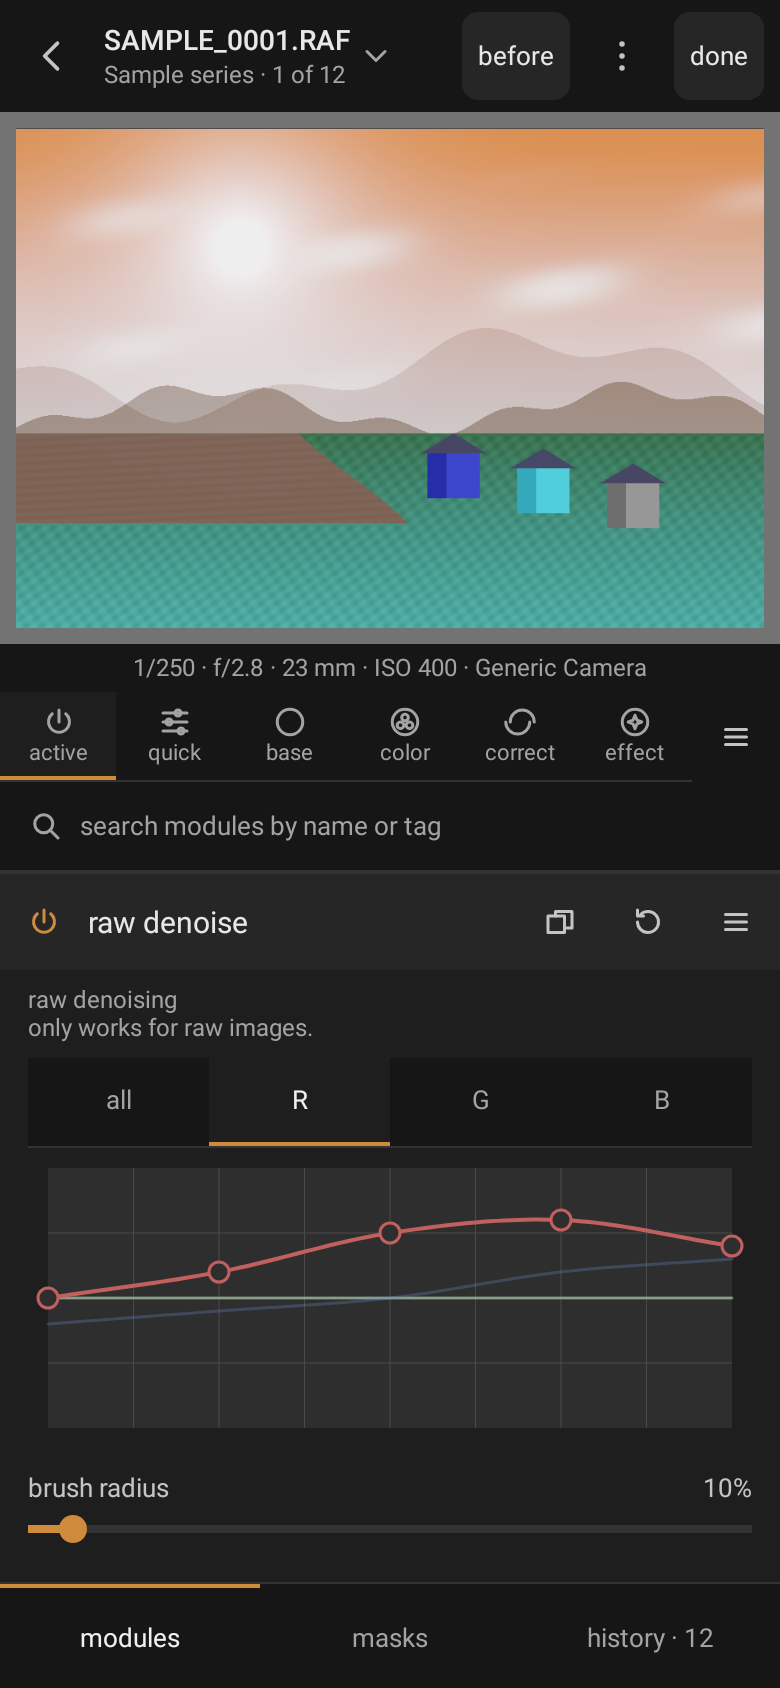 SAMPLE_0001.RAF
Sample series · 1 of 12
before
done
1/250 · f/2.8 · 23 mm · ISO 400 · Generic Camera
active
quick
base
color
correct
effect
search modules by name or tag
raw denoise
raw denoising
only works for raw images.
all
R
G
B
brush radius
10%
modules
masks
history · 12